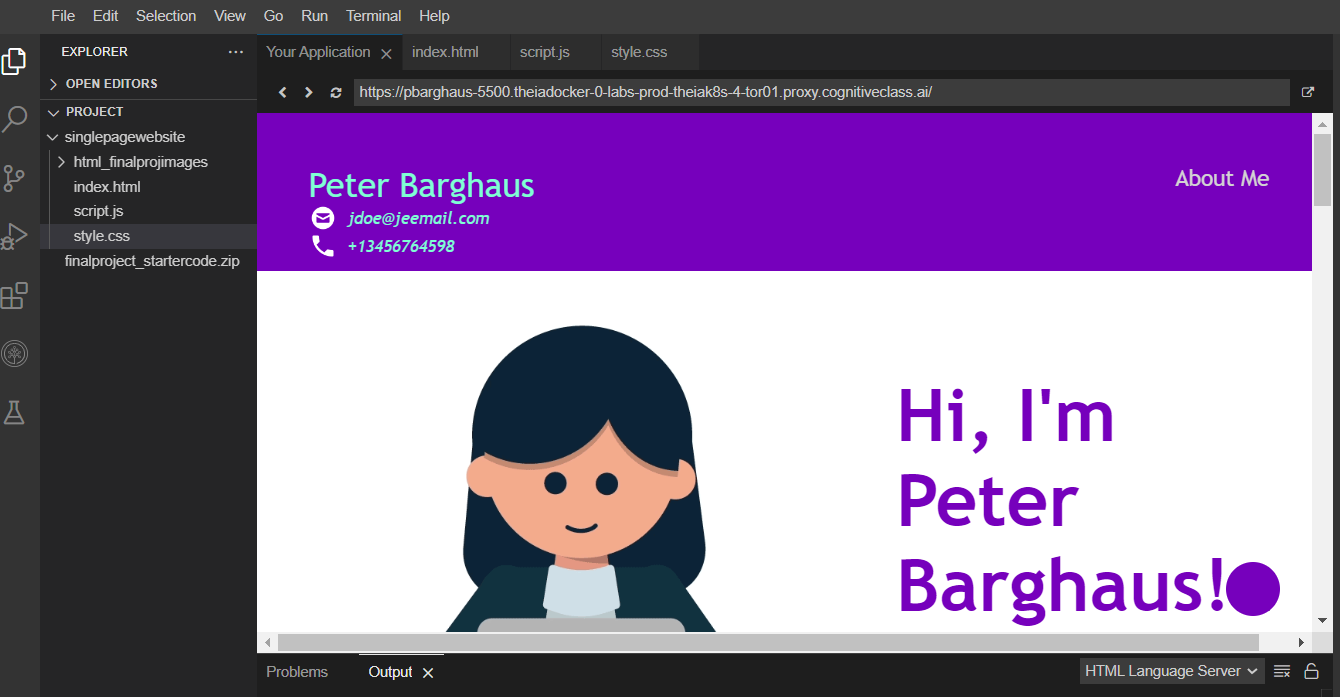 File Edit Selection View Go Run Terminal Help
EXPLORER
Your Application index.html script.js style.css
OPEN EDITORS
https://pbarghaus-5500.theiadocker-0-labs-prod-theiak8s-4-tor01.proxy.cognitiveclass.ai/
PROJECT
singlepagewebsite
html_finalprojimages
index.html
script.js
style.css
finalproject_startercode.zip
Peter Barghaus
About Me
jdoe@jeemail.com
+13456764598
Hi, I'm
Peter
Barghaus!
Problems Output HTML Language Server